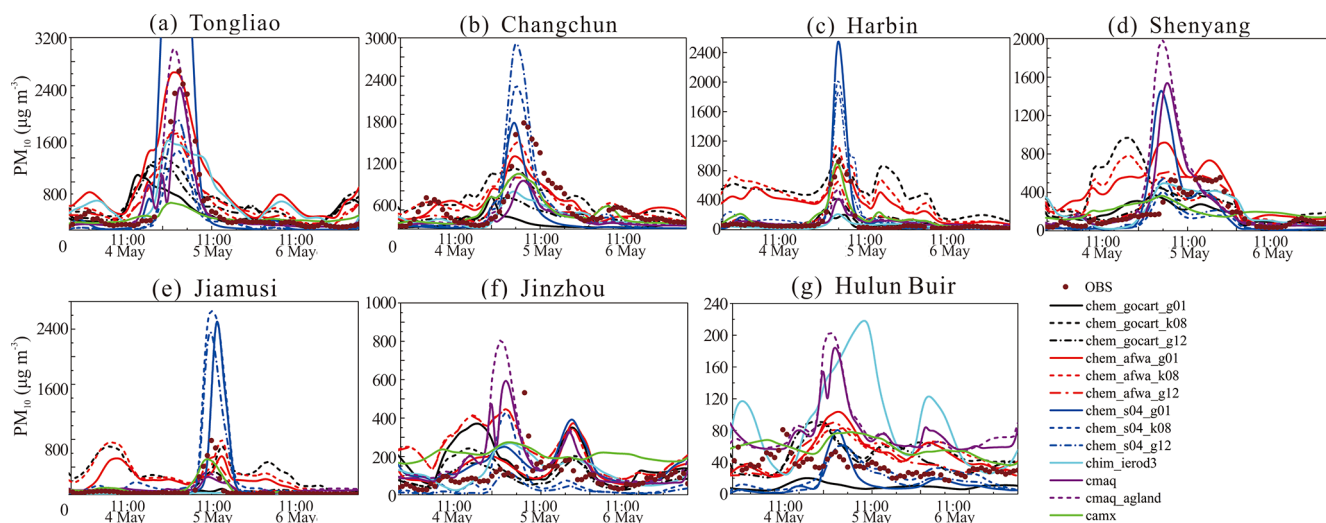 (a) Tongliao
(b) Changchun
(c) Harbin
(d) Shenyang
PM10 (μg m-3)
3200
2400
1600
800
0
3000
2400
1800
1200
600
0
2400
2000
1600
1200
800
400
0
2000
1600
1200
800
400
0
11:00 11:00 11:00
4 May 5 May 6 May
11:00 11:00 11:00
4 May 5 May 6 May
11:00 11:00 11:00
4 May 5 May 6 May
11:00 11:00 11:00
4 May 5 May 6 May
(e) Jiamusi
(f) Jinzhou
(g) Hulun Buir
PM10 (μg m-3)
2400
1600
800
0
1000
800
600
400
200
0
240
200
160
120
80
40
0
11:00 11:00 11:00
4 May 5 May 6 May
11:00 11:00 11:00
4 May 5 May 6 May
11:00 11:00 11:00
4 May 5 May 6 May
OBS
chem_gocart_g01
chem_gocart_k08
chem_gocart_g12
chem_afwa_g01
chem_afwa_k08
chem_afwa_g12
chem_s04_g01
chem_s04_k08
chem_s04_g12
chim_ierod3
cmaq
cmaq_agland
camx